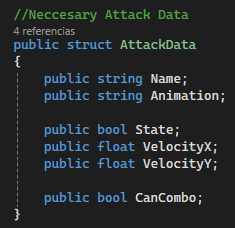 //Neccesary Attack Data
4 referencias
public struct AttackData
{
public string Name;
public string Animation;
public bool State;
public float VelocityX;
public float VelocityY;
public bool CanCombo;
}